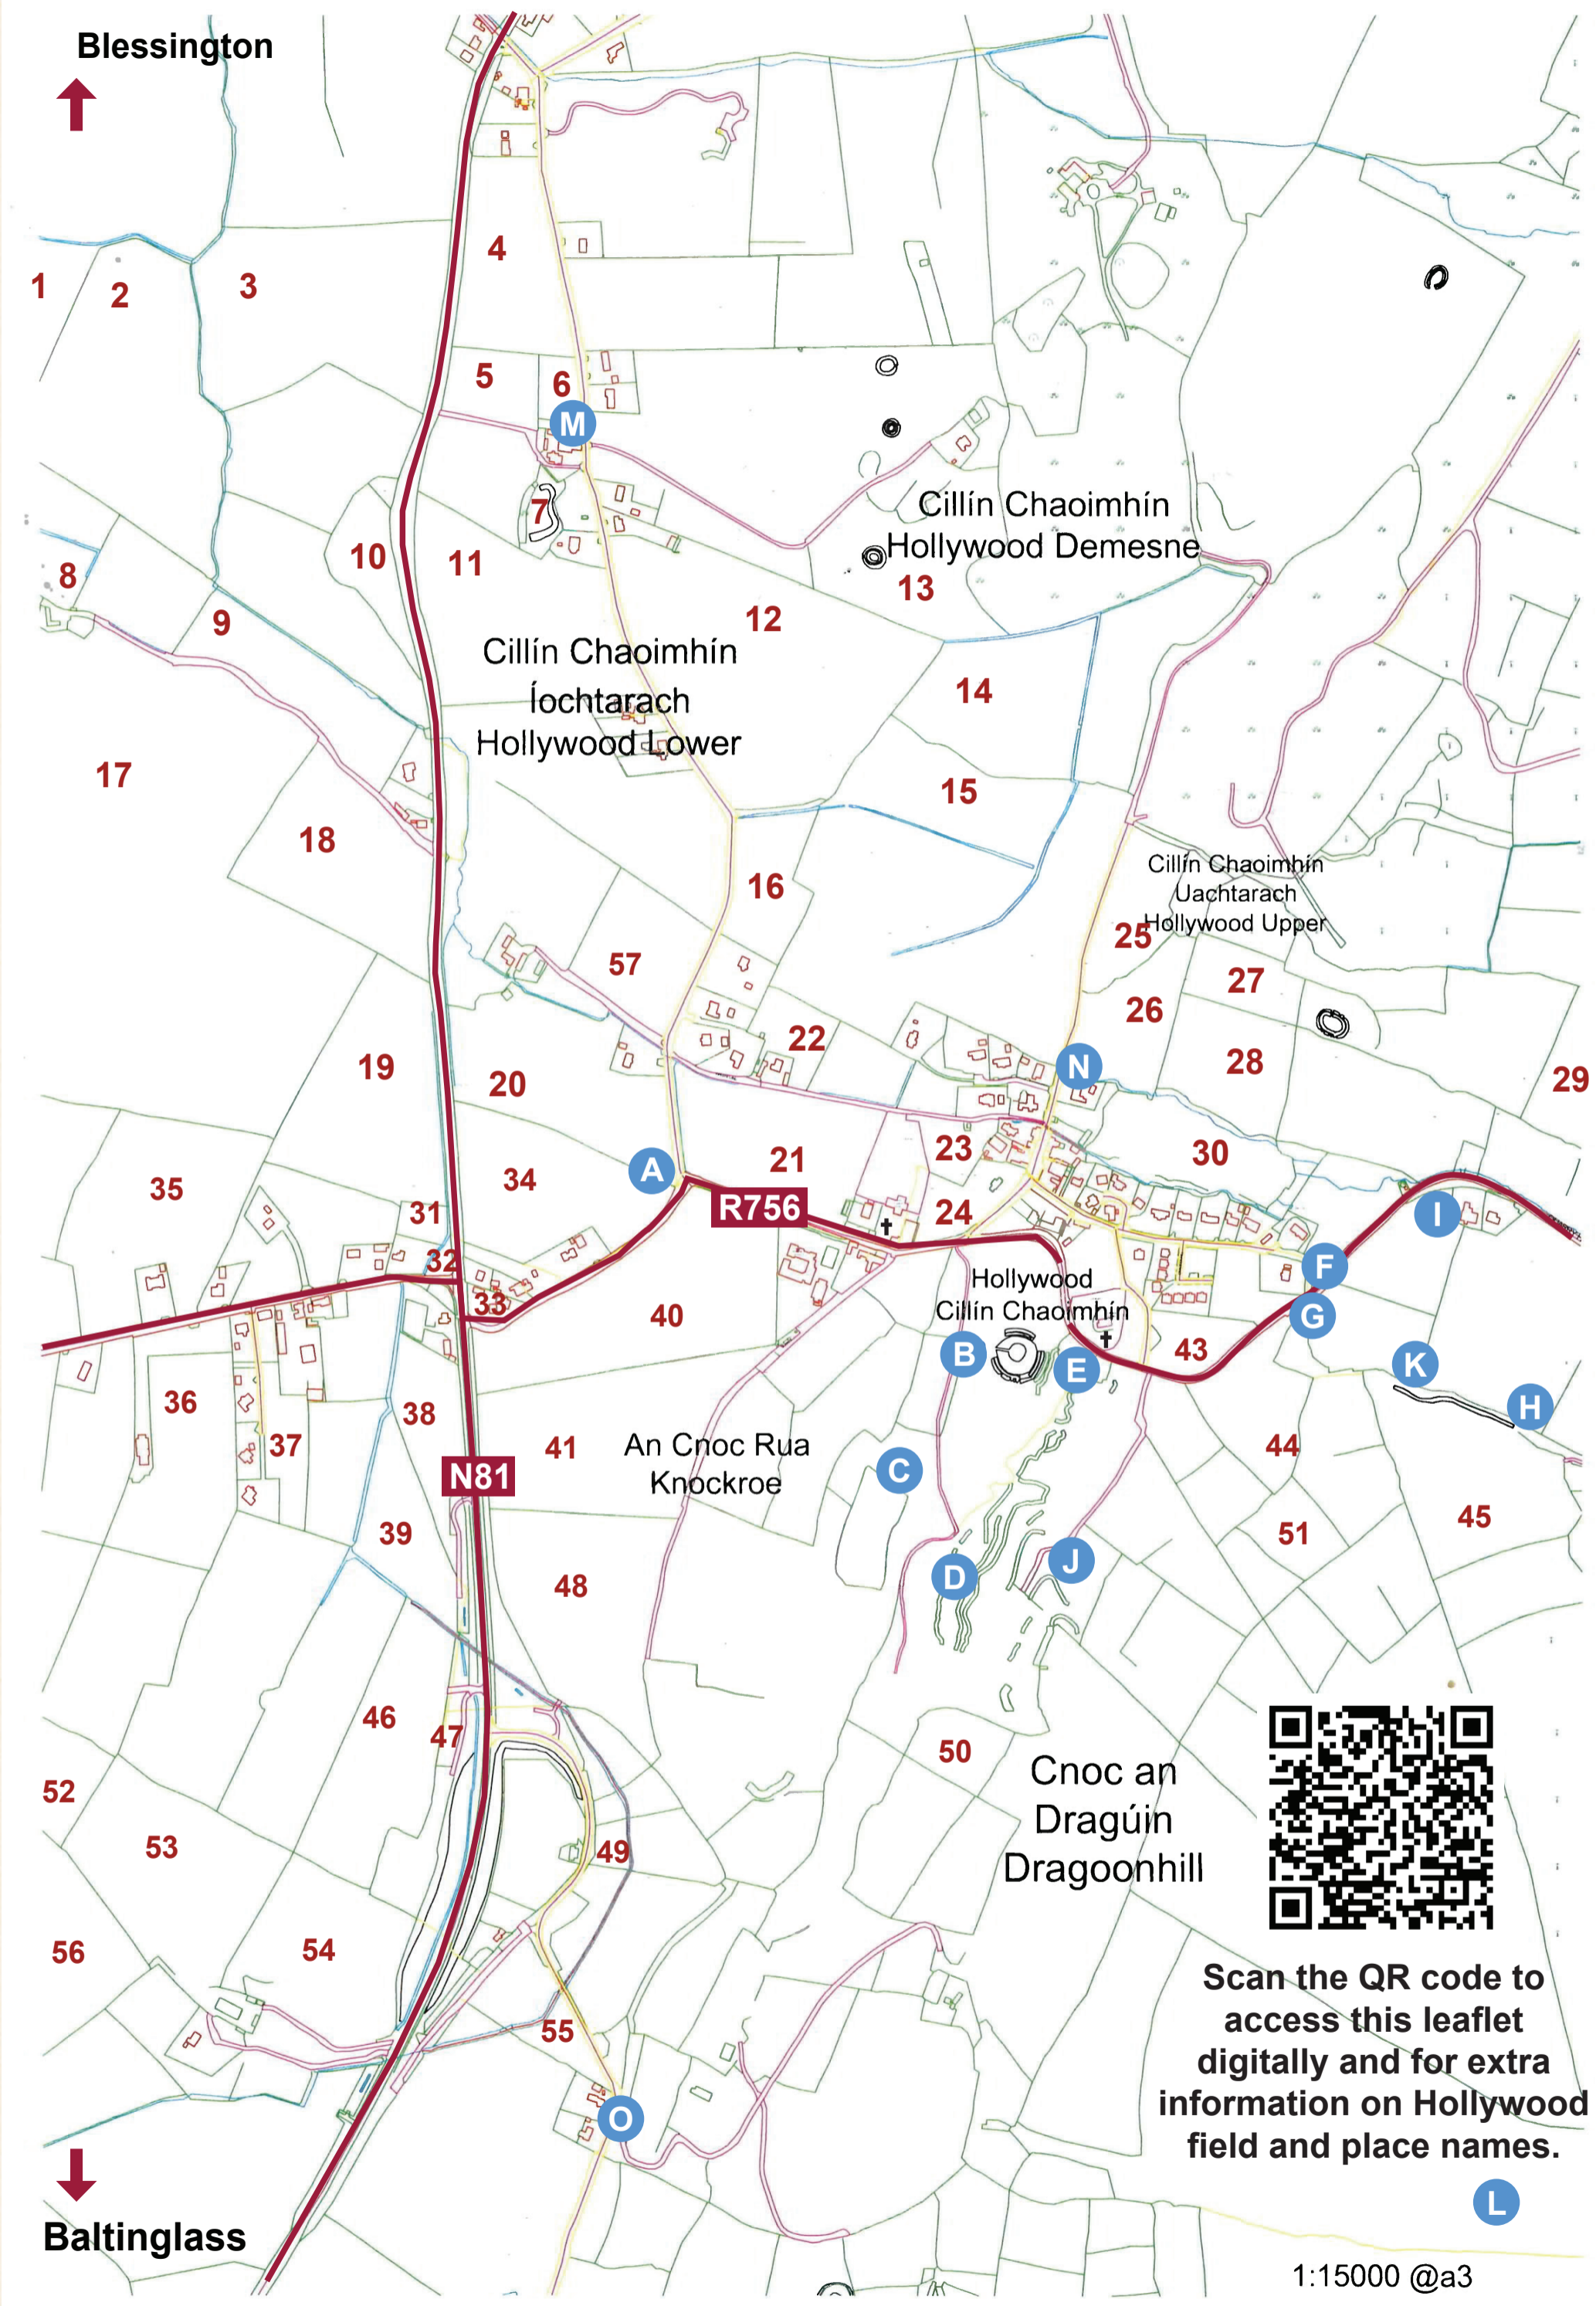 Blessington
4
1
2
3
5
6
M
7
Cillín Chaoimhín
Hollywood Demesne
10
11
8
13
9
12
Cillín Chaoimhín
Íochtarach
Hollywood Lower
14
17
15
18
16
Cillín Chaoimhín
Uachtarach
Hollywood Upper
25
57
27
26
22
28
N
19
20
29
23
30
21
A
34
35
R756
24
31
I
32
F
Hollywood
Cillín Chaoimhín
33
40
G
B
E
43
K
36
38
H
37
41
An Cnoc Rua
Knockroe
44
C
N81
45
39
51
J
D
48
46
47
50
Cnoc an
Dragúin
Dragoonhill
52
53
49
56
54
Scan the QR code to
access this leaflet
digitally and for extra
information on Hollywood
field and place names.
55
O
L
Baltinglass
1:15000 @a3